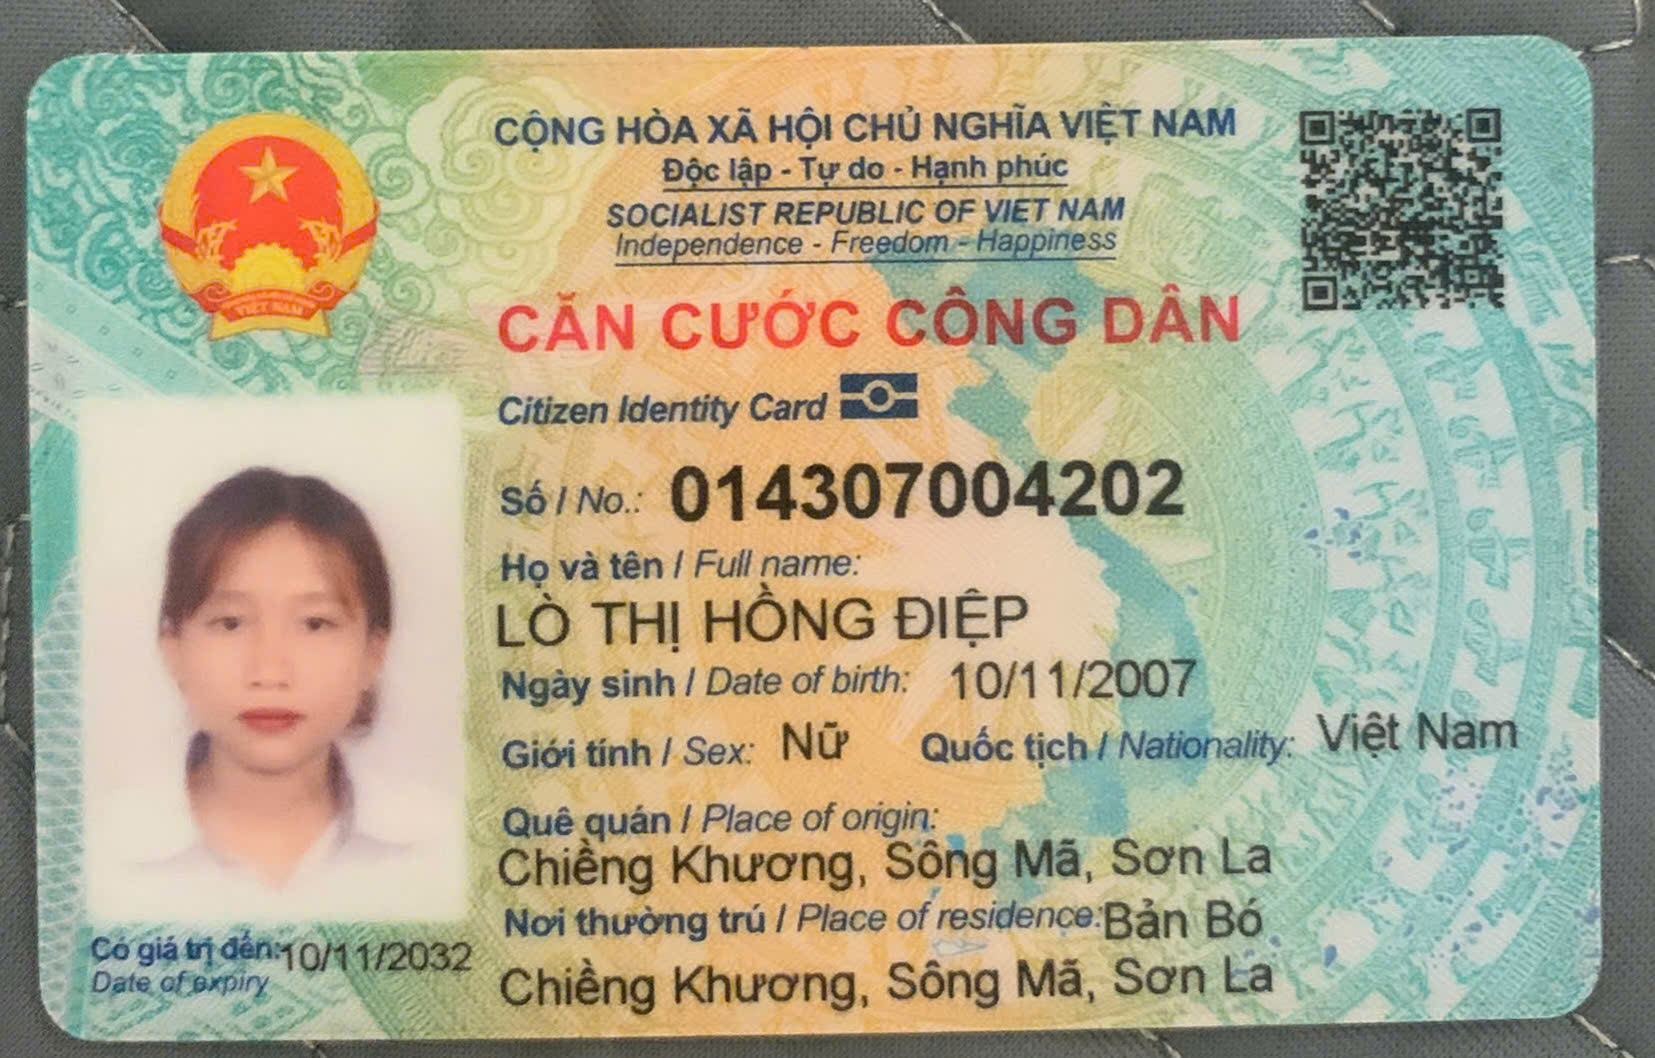 CỘNG HÒA XÃ HỘI CHỦ NGHĨA VIỆT NAM
Độc lập - Tự do - Hạnh phúc
SOCIALIST REPUBLIC OF VIET NAM
Independence - Freedom - Happiness
VIỆT NAM
CĂN CƯỚC CÔNG DÂN
Citizen Identity Card
Số / No.: 014307004202
Họ và tên / Full name:
LÒ THỊ HỒNG ĐIỆP
Ngày sinh / Date of birth: 10/11/2007
Giới tính / Sex: Nữ Quốc tịch / Nationality: Việt Nam
Quê quán / Place of origin:
Chiềng Khương, Sông Mã, Sơn La
Nơi thường trú / Place of residence: Bản Bó
Chiềng Khương, Sông Mã, Sơn La
Có giá trị đến: 10/11/2032
Date of expiry